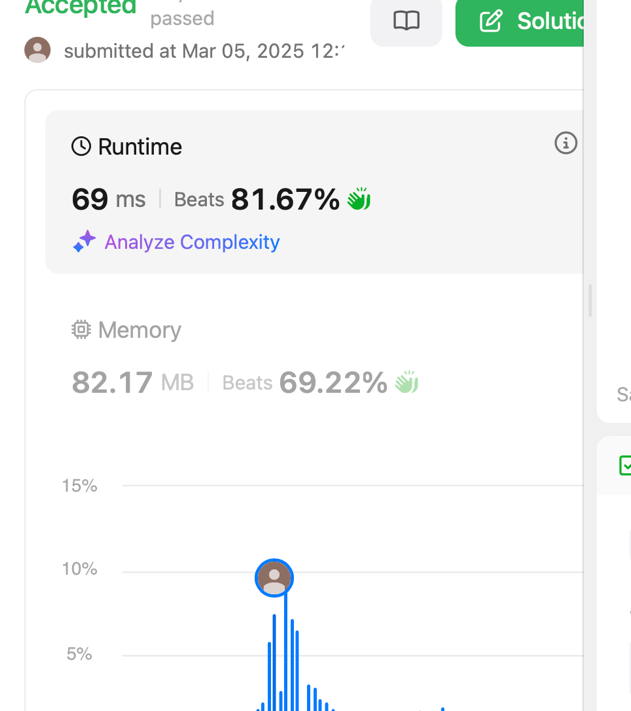 Accepted
passed
submitted at Mar 05, 2025 12:
Runtime
69 ms Beats 81.67%
Analyze Complexity
Memory
82.17 MB Beats 69.22%
15%
10%
5%